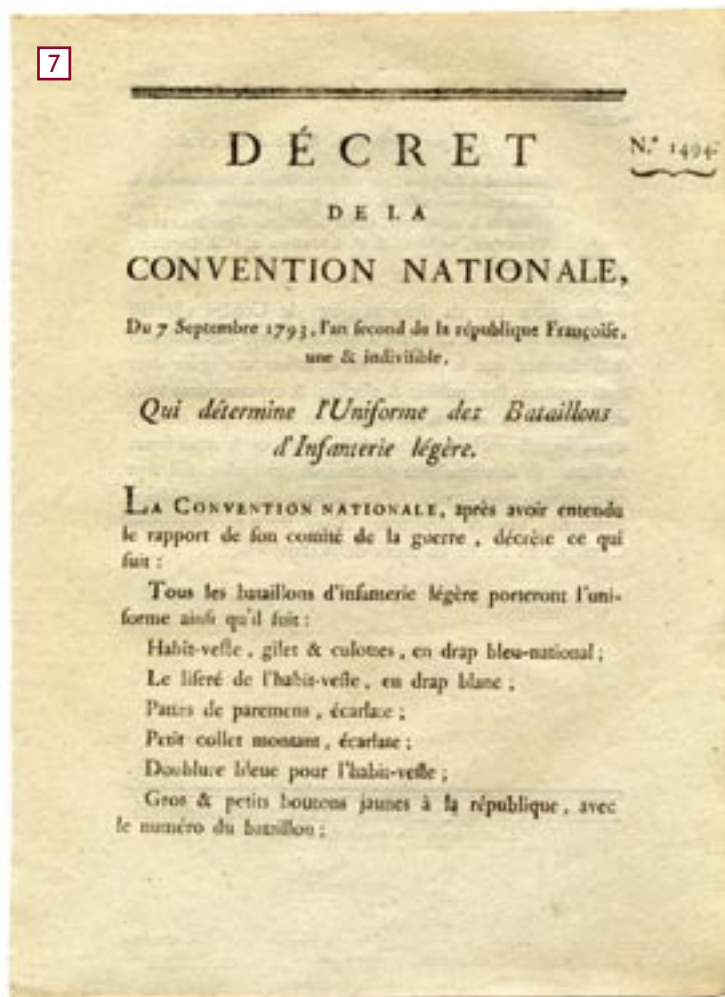 7
DÉCRET
N.° 1494.
DE LA
CONVENTION NATIONALE,
Du 7 Septembre 1793, l'an ſecond de la république Françoiſe,
une & indiviſible,
Qui détermine l'Uniforme des Bataillons
d'Infanterie légère.
LA CONVENTION NATIONALE, après avoir entendu
le rapport de ſon comité de la guerre, décrète ce qui
ſuit :
Tous les bataillons d'infanterie légère porteront l'uni-
forme ainſi qu'il ſuit :
Habit-veſte, gilet & culottes, en drap bleu-national ;
Le liſeré de l'habit-veſte, en drap blanc ;
Pattes de paremens, écarlate ;
Petit collet montant, écarlate ;
Doublure bleue pour l'habit-veſte ;
Gros & petits boutons jaunes à la république, avec
le numéro du bataillon ;